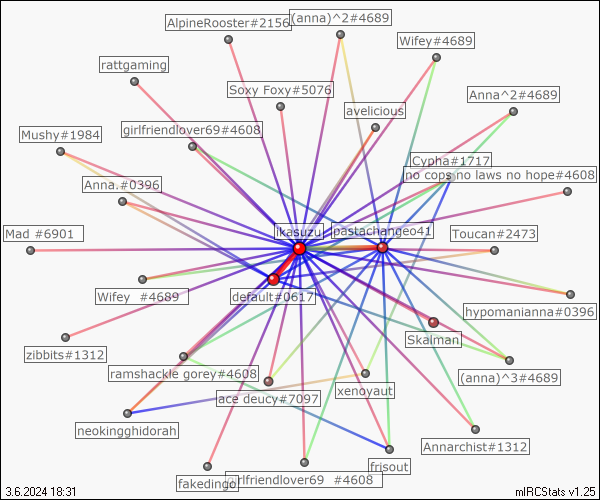 AlpineRooster#2156
(anna)^2#4689
Wifey#4689
rattgaming
Soxy Foxy#5076
Anna^2#4689
avelicious
Mushy#1984
girlfriendlover69#4608
Cypha#1717
no cops no laws no hope#4608
Anna.#0396
Mad #6901
ikasuzu
pastachangeo41
Toucan#2473
Wifey #4689
default#0617
hypomanianna#0396
zibbits#1312
Skaiman
ramshackle gorey#4608
(anna)^3#4689
ace deucy#7097
xenoyaut
neokingghidorah
Annarchist#1312
frisout
fakedingo
girlfriendlover69 #4608
3.6.2024 18:31
mIRCStats v1.25